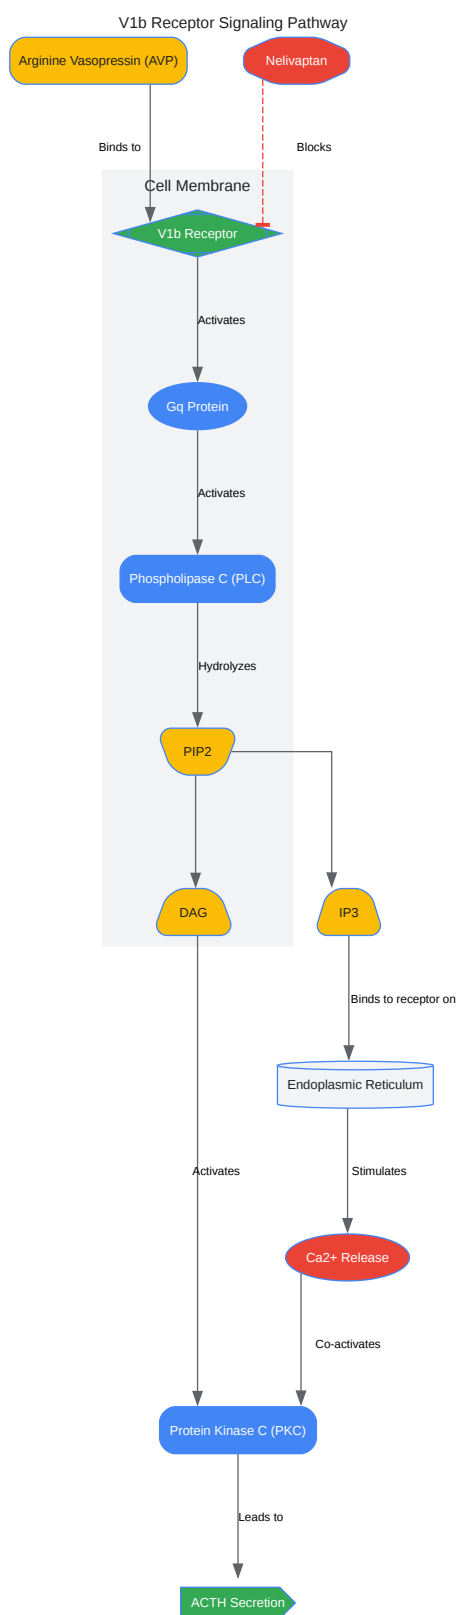 V1b Receptor Signaling Pathway
Arginine Vasopressin (AVP)
Nelivaptan
Binds to
Blocks
Cell Membrane
V1b Receptor
Activates
Gq Protein
Activates
Phospholipase C (PLC)
Hydrolyzes
PIP2
DAG
IP3
Binds to receptor on
Endoplasmic Reticulum
Activates
Stimulates
Ca2+ Release
Co-activates
Protein Kinase C (PKC)
Leads to
ACTH Secretion